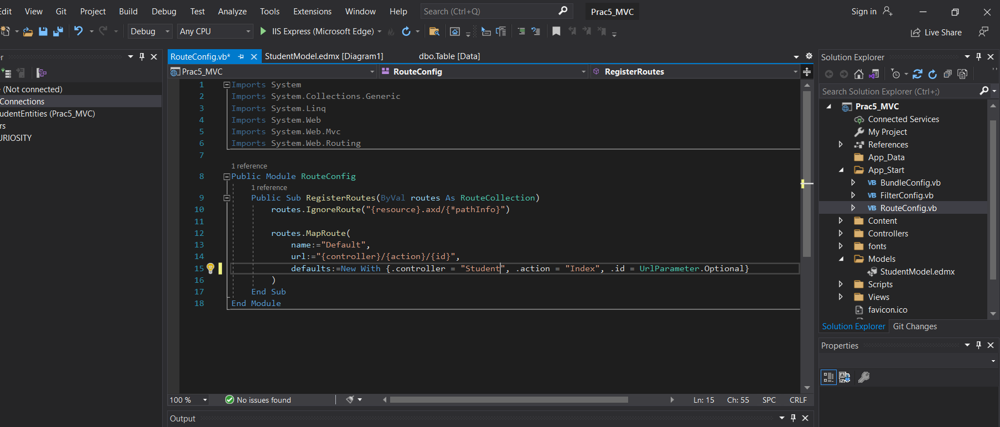 dit View Git Project Build Debug Test Analyze Tools Extensions Window Help Search (Ctrl+Q) Prac5_MVC Sign in
Debug Any CPU IIS Express (Microsoft Edge) Live Share
er
(Not connected)
Connections
udentEntities (Prac5_MVC)
rs
URIOSITY
RouteConfig.vb* StudentModel.edmx [Diagram1] dbo.Table [Data]
Prac5_MVC RouteConfig RegisterRoutes
1 Imports System
2 Imports System.Collections.Generic
3 Imports System.Linq
4 Imports System.Web
5 Imports System.Web.Mvc
6 Imports System.Web.Routing
7
1 reference
8 Public Module RouteConfig
1 reference
9 Public Sub RegisterRoutes(ByVal routes As RouteCollection)
10 routes.IgnoreRoute("{resource}.axd/{*pathInfo}")
11
12 routes.MapRoute(
13 name:="Default",
14 url:="{controller}/{action}/{id}",
15 defaults:=New With {.controller = "Student", .action = "Index", .id = UrlParameter.Optional}
16 )
17 End Sub
18 End Module
100 % No issues found Ln: 15 Ch: 55 SPC CRLF
Output
Solution Explorer
Search Solution Explorer (Ctrl+;)
Prac5_MVC
Connected Services
My Project
References
App_Data
App_Start
VB BundleConfig.vb
VB FilterConfig.vb
VB RouteConfig.vb
Content
Controllers
fonts
Models
StudentModel.edmx
Scripts
Views
favicon.ico
Solution Explorer Git Changes
Properties